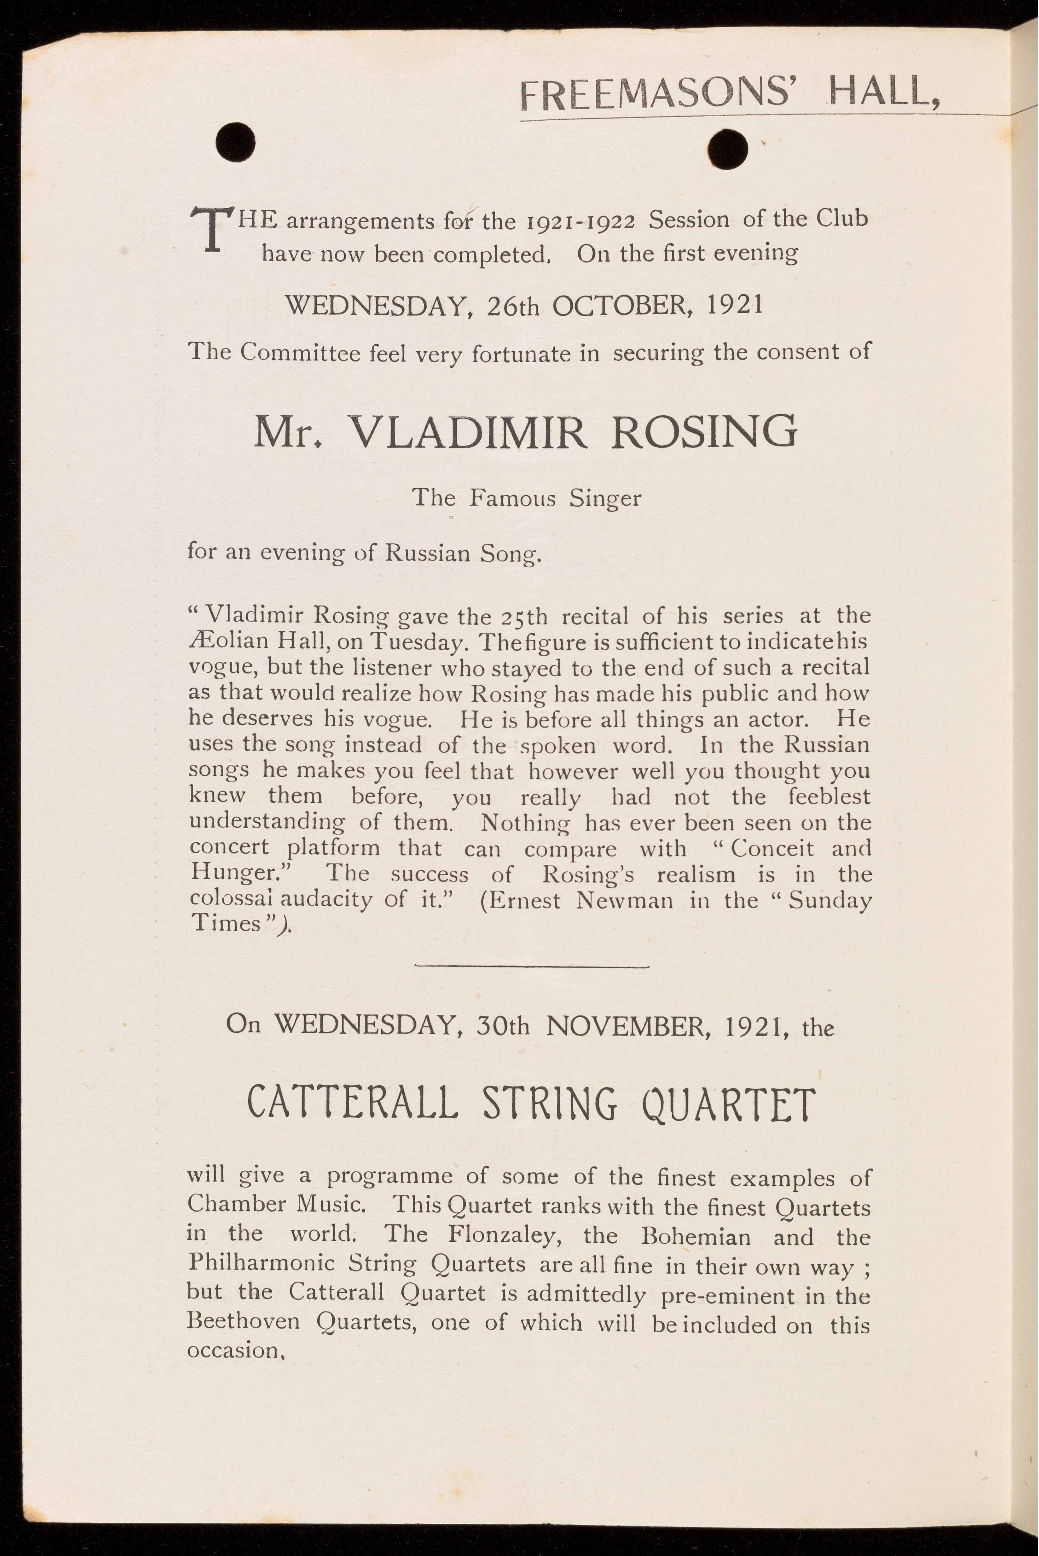 FREEMASONS' HALL,
THE arrangements for the 1921-1922 Session of the Club
have now been completed. On the first evening
WEDNESDAY, 26th OCTOBER, 1921
The Committee feel very fortunate in securing the consent of
Mr. VLADIMIR ROSING
The Famous Singer
for an evening of Russian Song.
“ Vladimir Rosing gave the 25th recital of his series at the
Æolian Hall, on Tuesday. The figure is sufficient to indicate his
vogue, but the listener who stayed to the end of such a recital
as that would realize how Rosing has made his public and how
he deserves his vogue. He is before all things an actor. He
uses the song instead of the spoken word. In the Russian
songs he makes you feel that however well you thought you
knew them before, you really had not the feeblest
understanding of them. Nothing has ever been seen on the
concert platform that can compare with “ Conceit and
Hunger.” The success of Rosing's realism is in the
colossal audacity of it.” (Ernest Newman in the “ Sunday
Times ”).
On WEDNESDAY, 30th NOVEMBER, 1921, the
CATTERALL STRING QUARTET
will give a programme of some of the finest examples of
Chamber Music. This Quartet ranks with the finest Quartets
in the world. The Flonzaley, the Bohemian and the
Philharmonic String Quartets are all fine in their own way ;
but the Catterall Quartet is admittedly pre-eminent in the
Beethoven Quartets, one of which will be included on this
occasion.